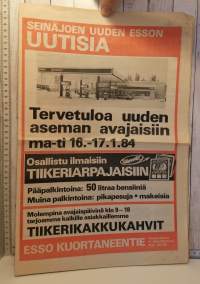 SEINÄJOEN UUDEN ESSON
UUTISIA
Tervetuloa uuden
aseman avajaisiin
ma-ti 16.-17.1.84
Osallistu ilmaisiin
TIIKERIARPAJAISIIN
Pääpalkintoina: 50 litraa bensiiniä
Muina palkintoina: pikapesuja • makeisia
Molempina avajaispäivinä klo 9–18
tarjoamme kaikille asiakkaillemme
TIIKERIKAKKUKAHVIT
ESSO KUORTANEENTIE